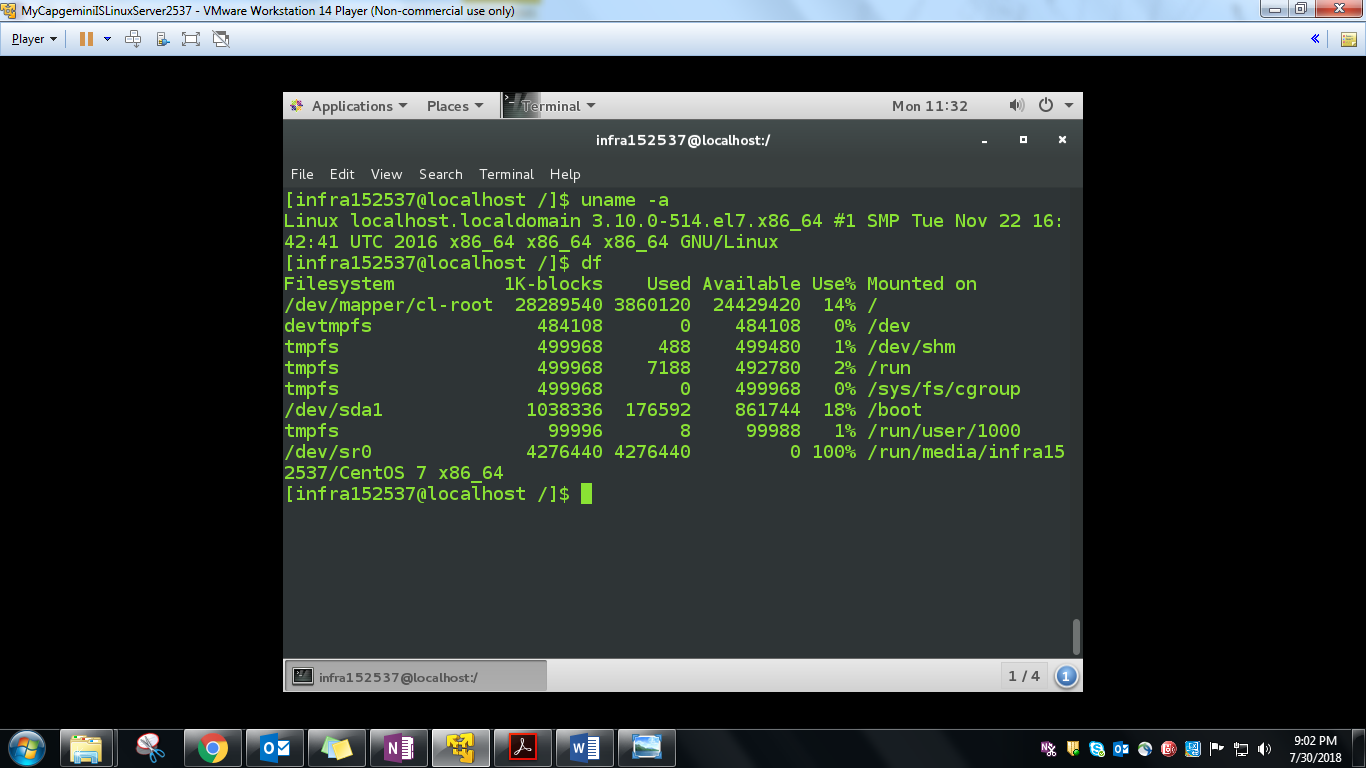 MyCapgeminiISLinuxServer2537 - VMware Workstation 14 Player (Non-commercial use only)
Player
Applications Places Terminal Mon 11:32
infra152537@localhost:/
File Edit View Search Terminal Help
[infra152537@localhost /]$ uname -a
Linux localhost.localdomain 3.10.0-514.el7.x86_64 #1 SMP Tue Nov 22 16:
42:41 UTC 2016 x86_64 x86_64 x86_64 GNU/Linux
[infra152537@localhost /]$ df
Filesystem 1K-blocks Used Available Use% Mounted on
/dev/mapper/cl-root 28289540 3860120 24429420 14% /
devtmpfs 484108 0 484108 0% /dev
tmpfs 499968 488 499480 1% /dev/shm
tmpfs 499968 7188 492780 2% /run
tmpfs 499968 0 499968 0% /sys/fs/cgroup
/dev/sda1 1038336 176592 861744 18% /boot
tmpfs 99996 8 99988 1% /run/user/1000
/dev/sr0 4276440 4276440 0 100% /run/media/infra15
2537/CentOS 7 x86_64
[infra152537@localhost /]$
infra152537@localhost:/ 1 / 4 1
9:02 PM
7/30/2018